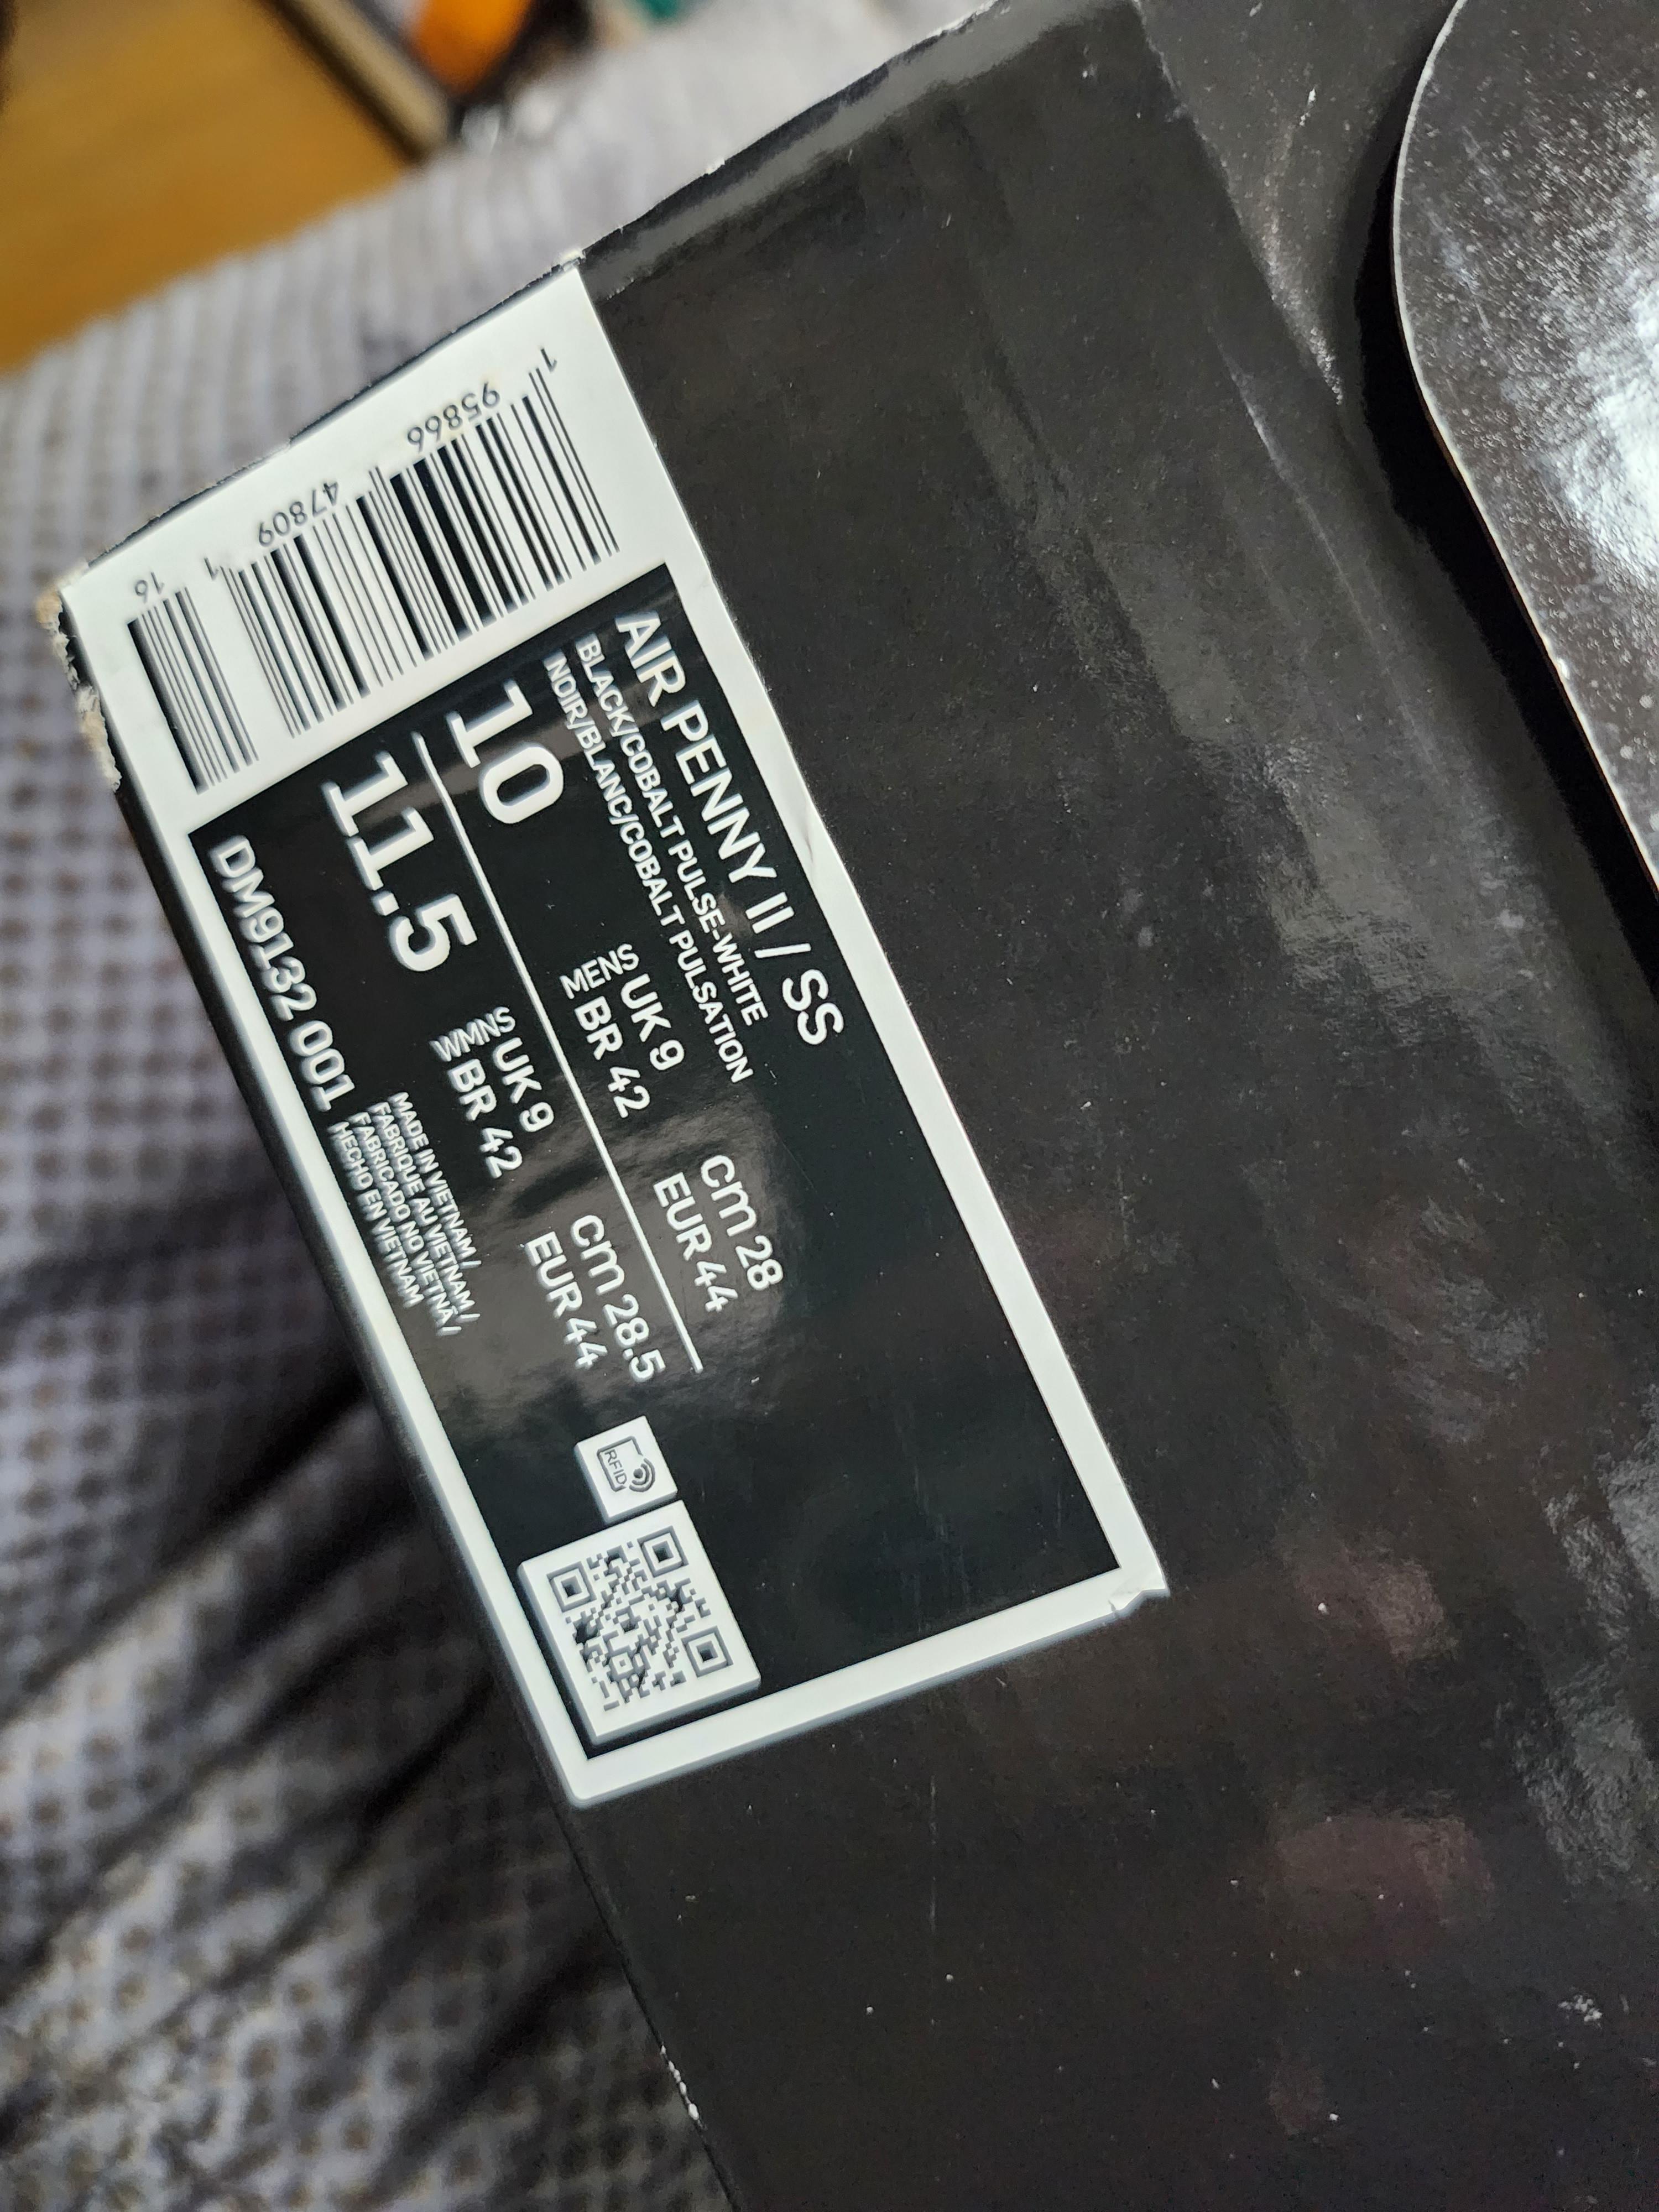 AIR PENNY II / SS
BLACK/COBALT PULSE-WHITE
NOIR/BLANC/COBALT PULSATION
10
MENS
UK 9
BR 42
cm 28
EUR 44
11.5
WMNS
UK 9
BR 42
cm 28.5
EUR 44
DM9132 001
MADE IN VIETNAM/
FABRIQUE AU VIETNAM/
FABRICADO NO VIETNÃ/
HECHO EN VIETNAM
RFID
1 95866 47809 1 16